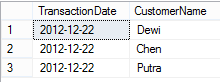 TransactionDate CustomerName
1 2012-12-22 Dewi
2 2012-12-22 Chen
3 2012-12-22 Putra